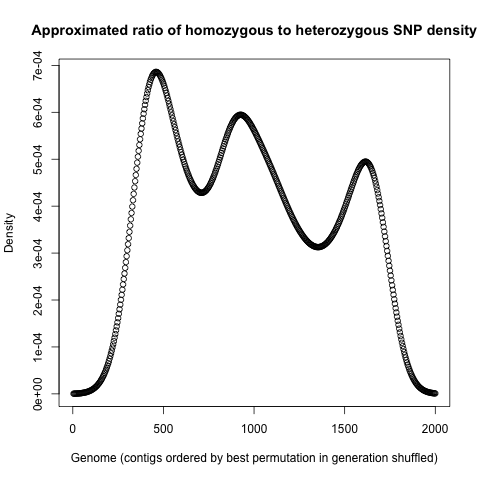 Approximated ratio of homozygous to heterozygous SNP density
7e-04
6e-04
5e-04
4e-04
3e-04
2e-04
1e-04
0e+00
Density
0 500 1000 1500 2000
Genome (contigs ordered by best permutation in generation shuffled)